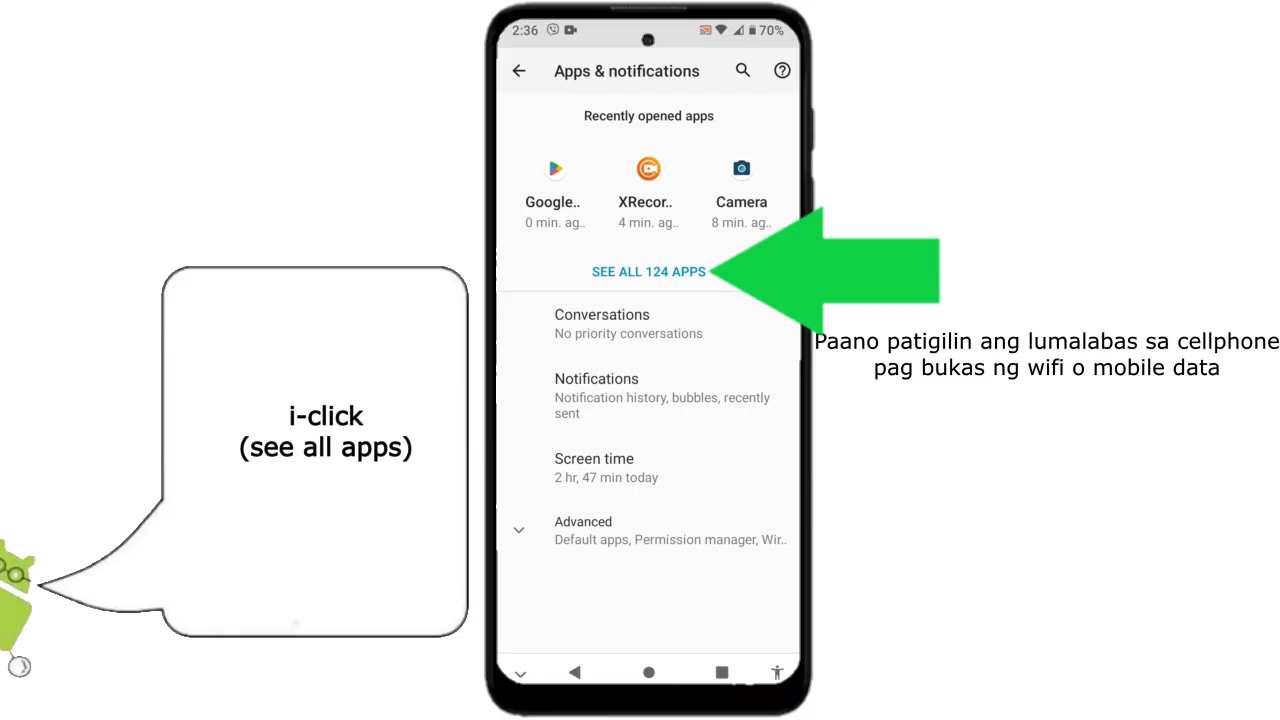 2:36
70%
Apps & notifications
Recently opened apps
Google.. XRecor.. Camera
0 min. ag.. 4 min. ag.. 8 min. ag..
SEE ALL 124 APPS
Conversations
No priority conversations
Notifications
Notification history, bubbles, recently
sent
Screen time
2 hr, 47 min today
Advanced
Default apps, Permission manager, Wir..
i-click
(see all apps)
Paano patigilin ang lumalabas sa cellphone
pag bukas ng wifi o mobile data